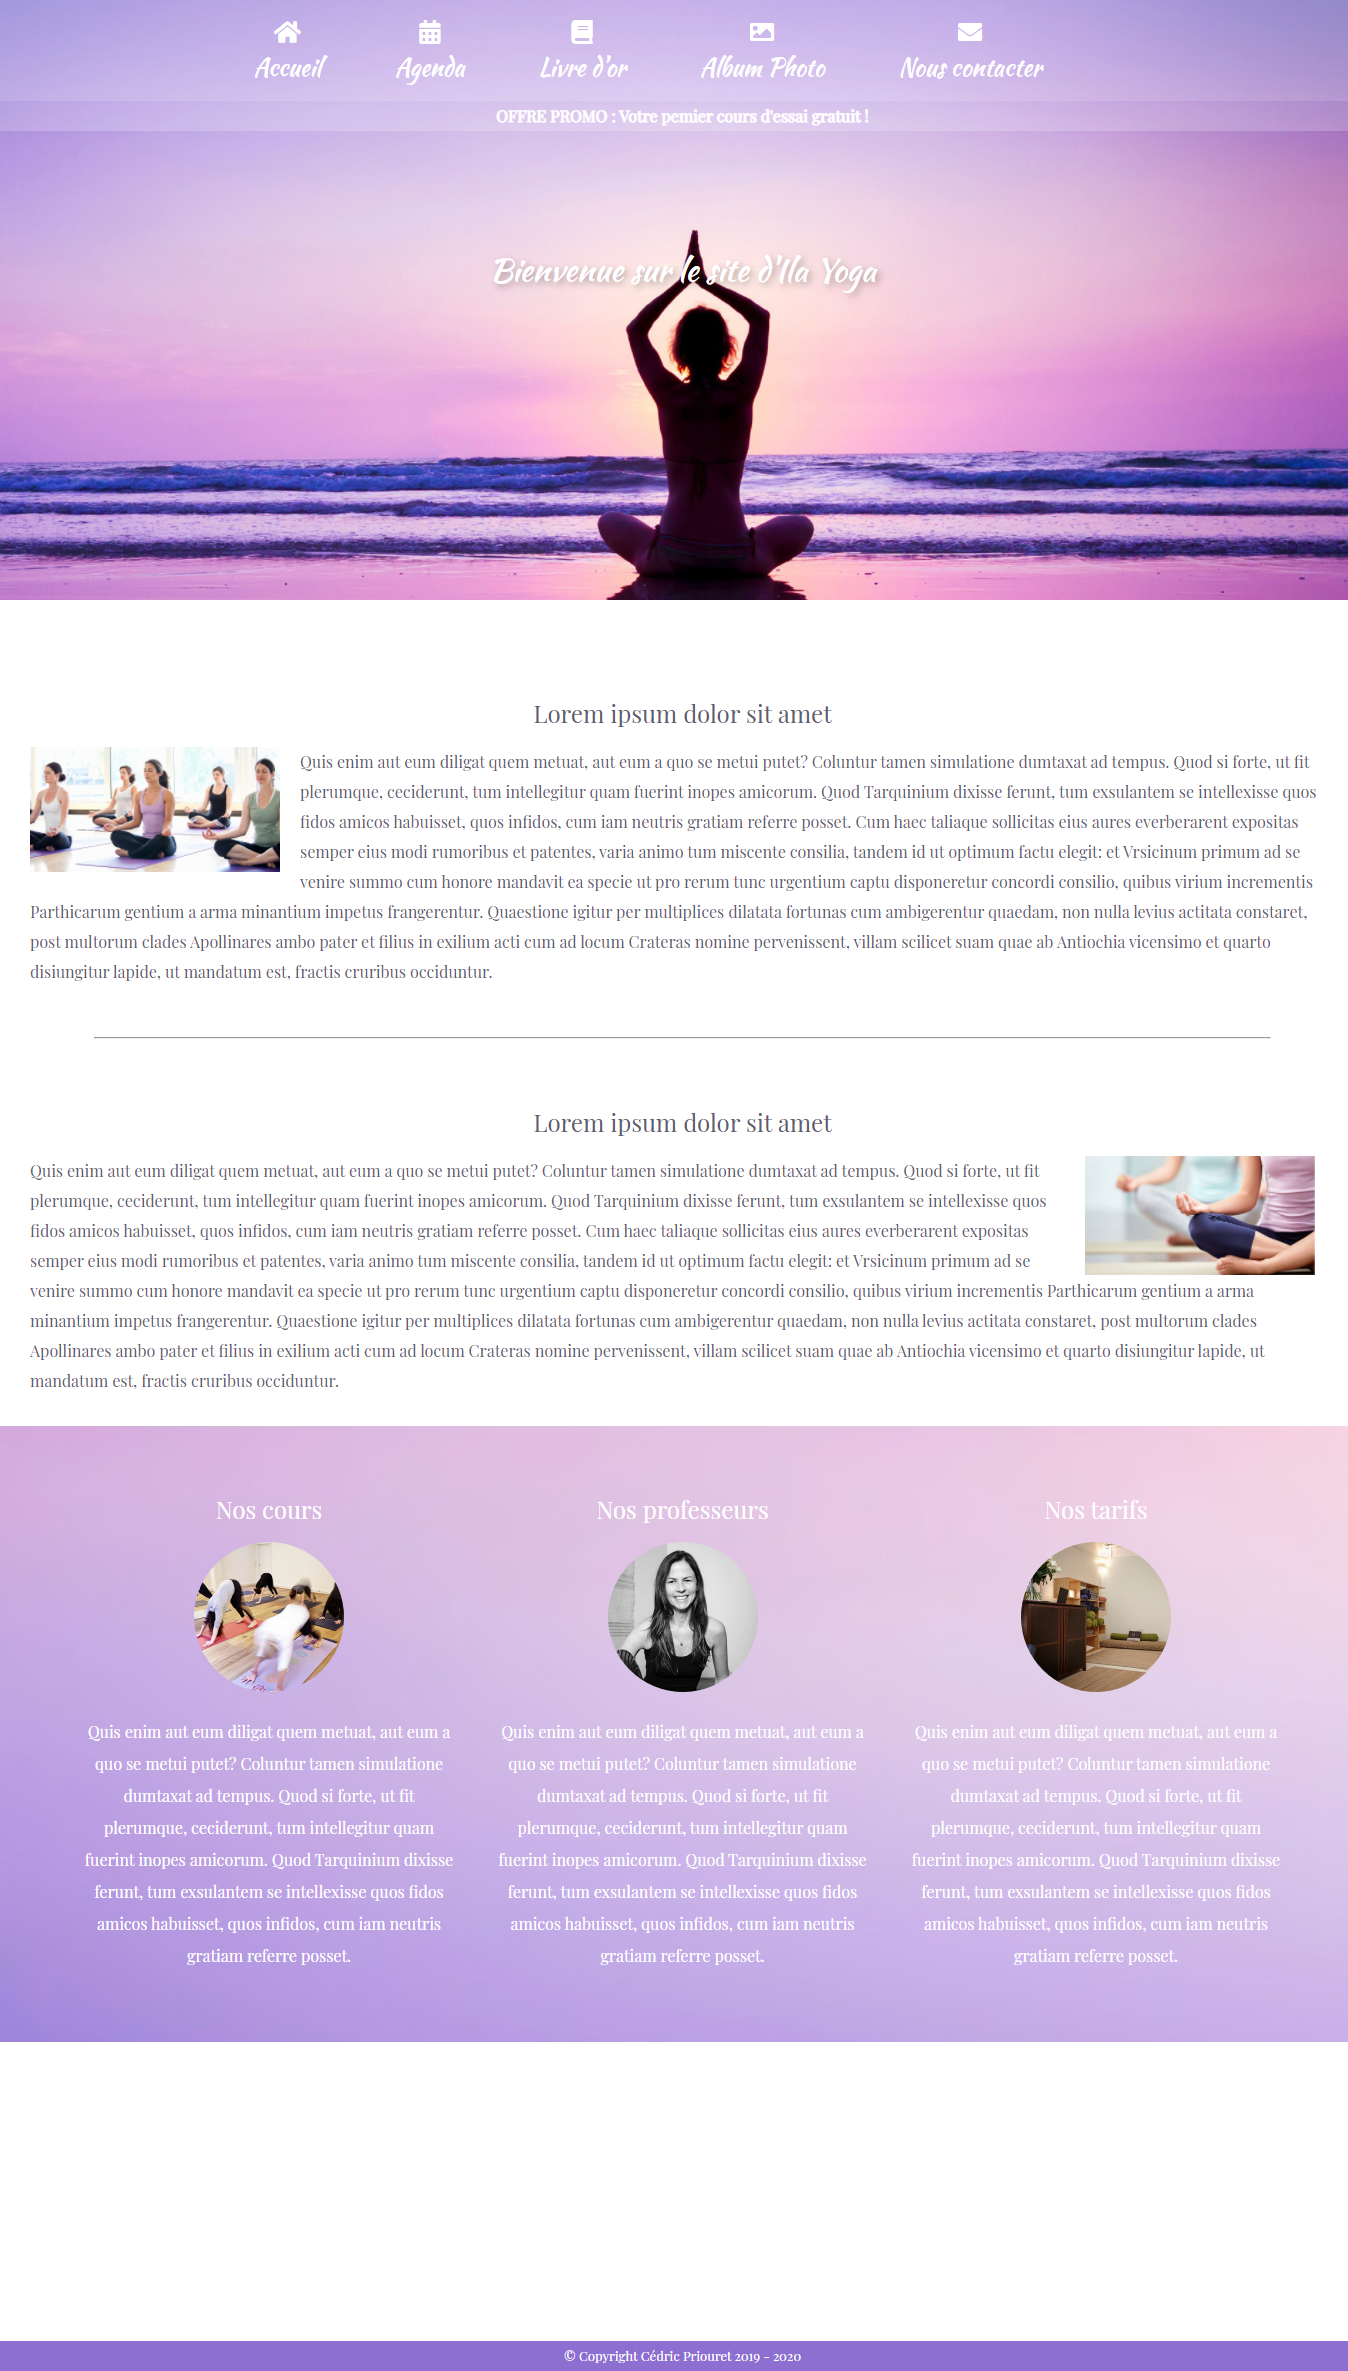 Accueil Agenda Livre d'or Album Photo Nous contacter
OFFRE PROMO : Votre pemier cours d'essai gratuit !
Bienvenue sur le site d'Ila Yoga
Lorem ipsum dolor sit amet
Quis enim aut eum diligat quem metuat, aut eum a quo se metui putet? Coluntur tamen simulatione dumtaxat ad tempus. Quod si forte, ut fit
plerumque, ceciderunt, tum intellegitur quam fuerint inopes amicorum. Quod Tarquinium dixisse ferunt, tum exsulantem se intellexisse quos
fidos amicos habuisset, quos infidos, cum iam neutris gratiam referre posset. Cum haec taliaque sollicitas eius aures everberarent expositas
semper eius modi rumoribus et patentes, varia animo tum miscente consilia, tandem id ut optimum factu elegit: et Vrsicinum primum ad se
venire summo cum honore mandavit ea specie ut pro rerum tunc urgentium captu disponeretur concordi consilio, quibus virium incrementis
Parthicarum gentium a arma minantium impetus frangerentur. Quaestione igitur per multiplices dilatata fortunas cum ambigerentur quaedam, non nulla levius actitata constaret,
post multorum clades Apollinares ambo pater et filius in exilium acti cum ad locum Crateras nomine pervenissent, villam scilicet suam quae ab Antiochia vicensimo et quarto
disiungitur lapide, ut mandatum est, fractis cruribus occiduntur.
Lorem ipsum dolor sit amet
Quis enim aut eum diligat quem metuat, aut eum a quo se metui putet? Coluntur tamen simulatione dumtaxat ad tempus. Quod si forte, ut fit
plerumque, ceciderunt, tum intellegitur quam fuerint inopes amicorum. Quod Tarquinium dixisse ferunt, tum exsulantem se intellexisse quos
fidos amicos habuisset, quos infidos, cum iam neutris gratiam referre posset. Cum haec taliaque sollicitas eius aures everberarent expositas
semper eius modi rumoribus et patentes, varia animo tum miscente consilia, tandem id ut optimum factu elegit: et Vrsicinum primum ad se
venire summo cum honore mandavit ea specie ut pro rerum tunc urgentium captu disponeretur concordi consilio, quibus virium incrementis Parthicarum gentium a arma
minantium impetus frangerentur. Quaestione igitur per multiplices dilatata fortunas cum ambigerentur quaedam, non nulla levius actitata constaret, post multorum clades
Apollinares ambo pater et filius in exilium acti cum ad locum Crateras nomine pervenissent, villam scilicet suam quae ab Antiochia vicensimo et quarto disiungitur lapide, ut
mandatum est, fractis cruribus occiduntur.
Nos cours
Quis enim aut eum diligat quem metuat, aut eum a
quo se metui putet? Coluntur tamen simulatione
dumtaxat ad tempus. Quod si forte, ut fit
plerumque, ceciderunt, tum intellegitur quam
fuerint inopes amicorum. Quod Tarquinium dixisse
ferunt, tum exsulantem se intellexisse quos fidos
amicos habuisset, quos infidos, cum iam neutris
gratiam referre posset.
Nos professeurs
Quis enim aut eum diligat quem metuat, aut eum a
quo se metui putet? Coluntur tamen simulatione
dumtaxat ad tempus. Quod si forte, ut fit
plerumque, ceciderunt, tum intellegitur quam
fuerint inopes amicorum. Quod Tarquinium dixisse
ferunt, tum exsulantem se intellexisse quos fidos
amicos habuisset, quos infidos, cum iam neutris
gratiam referre posset.
Nos tarifs
Quis enim aut eum diligat quem metuat, aut eum a
quo se metui putet? Coluntur tamen simulatione
dumtaxat ad tempus. Quod si forte, ut fit
plerumque, ceciderunt, tum intellegitur quam
fuerint inopes amicorum. Quod Tarquinium dixisse
ferunt, tum exsulantem se intellexisse quos fidos
amicos habuisset, quos infidos, cum iam neutris
gratiam referre posset.
© Copyright Cédric Priouret 2019 - 2020